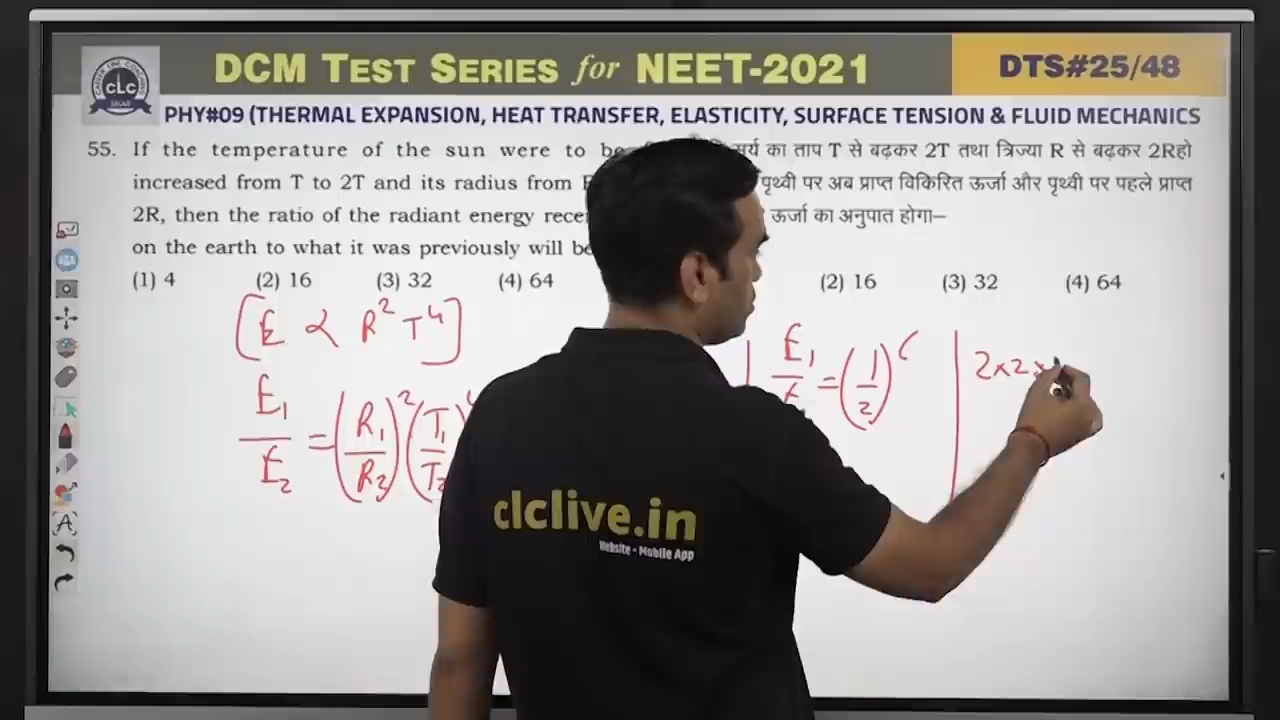 DCM TEST SERIES for NEET-2021
DTS#25/48
CLC
PHY#09 (THERMAL EXPANSION, HEAT TRANSFER, ELASTICITY, SURFACE TENSION & FLUID MECHANICS
55. If the temperature of the sun were to be
increased from T to 2T and its radius from
2R, then the ratio of the radiant energy
on the earth to what it was previously will
(1) 4 (2) 16 (3) 32 (4) 64
का ताप T से बढ़कर 2T तथा त्रिज्या R से बढ़कर 2Rहो
पृथ्वी पर अब प्राप्त विकिरित ऊर्जा और पृथ्वी पर पहले प्राप्त
ऊर्जा का अनुपात होगा–
(2) 16 (3) 32 (4) 64
[E ∝ R² T⁴]
E₁/E₂ = (R₁/R₂)² (T₁/T₂)
E₁ = (1/2)⁶
2×2×
clclive.in
Website - Mobile App
A